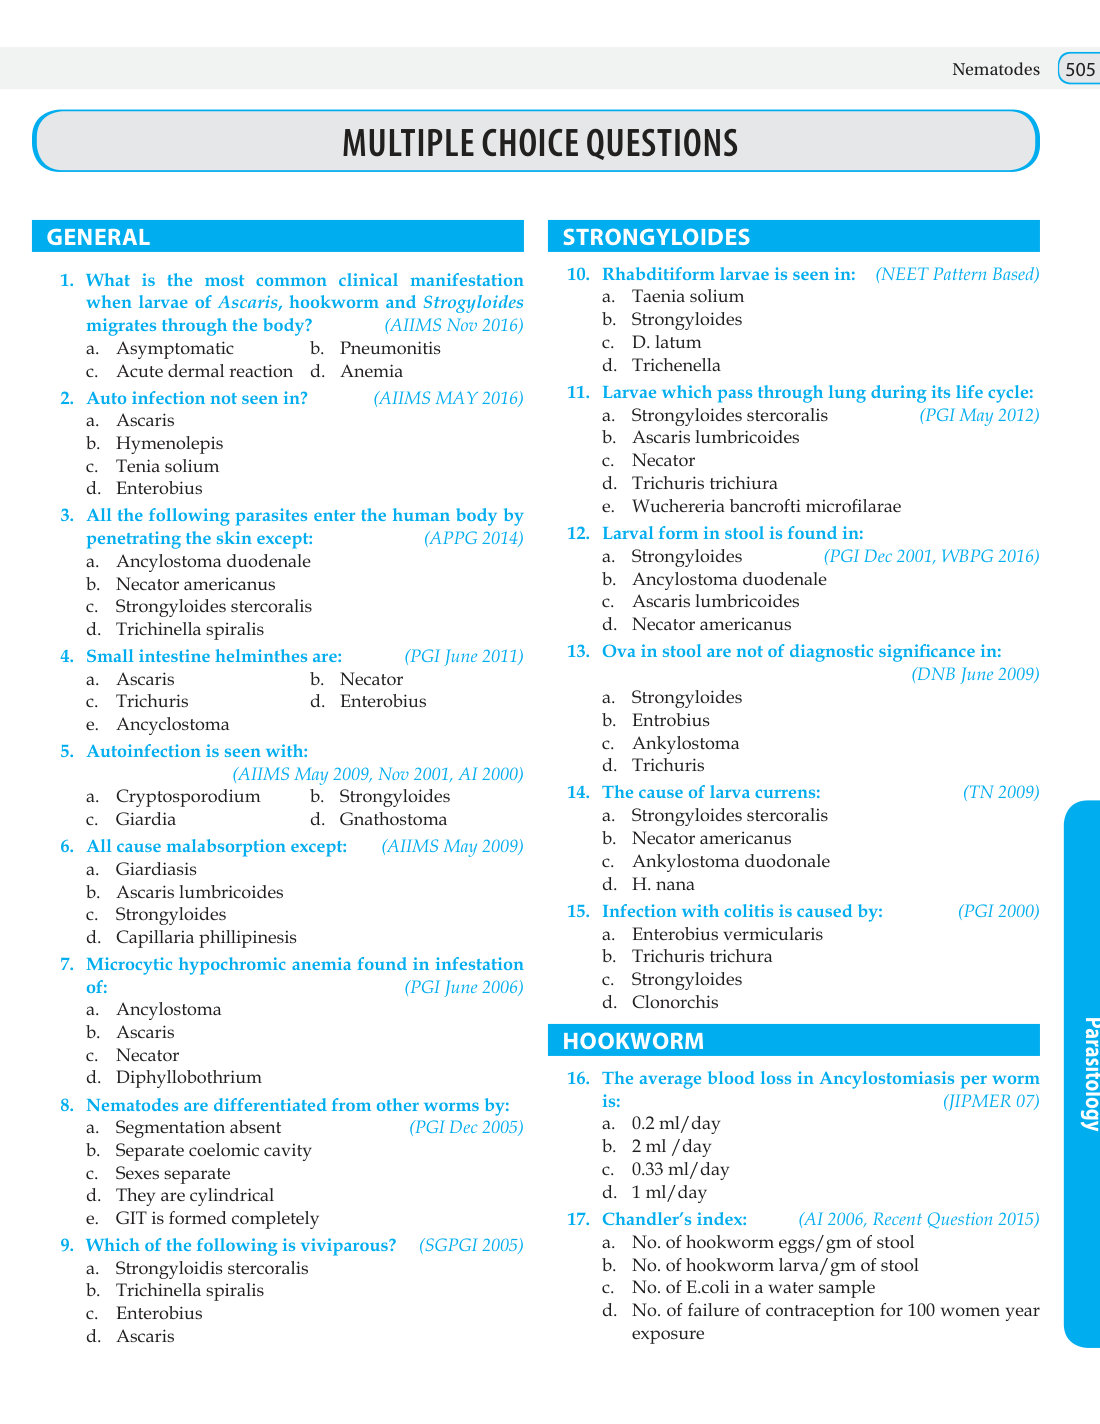 Nematodes 505
MULTIPLE CHOICE QUESTIONS
GENERAL
1. What is the most common clinical manifestation
when larvae of Ascaris, hookworm and Strogyloides
migrates through the body? (AIIMS Nov 2016)
a. Asymptomatic b. Pneumonitis
c. Acute dermal reaction d. Anemia
2. Auto infection not seen in? (AIIMS MAY 2016)
a. Ascaris
b. Hymenolepis
c. Tenia solium
d. Enterobius
3. All the following parasites enter the human body by
penetrating the skin except: (APPG 2014)
a. Ancylostoma duodenale
b. Necator americanus
c. Strongyloides stercoralis
d. Trichinella spiralis
4. Small intestine helminthes are: (PGI June 2011)
a. Ascaris b. Necator
c. Trichuris d. Enterobius
e. Ancyclostoma
5. Autoinfection is seen with:
(AIIMS May 2009, Nov 2001, AI 2000)
a. Cryptosporodium b. Strongyloides
c. Giardia d. Gnathostoma
6. All cause malabsorption except: (AIIMS May 2009)
a. Giardiasis
b. Ascaris lumbricoides
c. Strongyloides
d. Capillaria phillipinesis
7. Microcytic hypochromic anemia found in infestation
of: (PGI June 2006)
a. Ancylostoma
b. Ascaris
c. Necator
d. Diphyllobothrium
8. Nematodes are differentiated from other worms by:
a. Segmentation absent (PGI Dec 2005)
b. Separate coelomic cavity
c. Sexes separate
d. They are cylindrical
e. GIT is formed completely
9. Which of the following is viviparous? (SGPGI 2005)
a. Strongyloidis stercoralis
b. Trichinella spiralis
c. Enterobius
d. Ascaris
STRONGYLOIDES
10. Rhabditiform larvae is seen in: (NEET Pattern Based)
a. Taenia solium
b. Strongyloides
c. D. latum
d. Trichenella
11. Larvae which pass through lung during its life cycle:
a. Strongyloides stercoralis (PGI May 2012)
b. Ascaris lumbricoides
c. Necator
d. Trichuris trichiura
e. Wuchereria bancrofti microfilarae
12. Larval form in stool is found in:
a. Strongyloides (PGI Dec 2001, WBPG 2016)
b. Ancylostoma duodenale
c. Ascaris lumbricoides
d. Necator americanus
13. Ova in stool are not of diagnostic significance in:
(DNB June 2009)
a. Strongyloides
b. Entrobius
c. Ankylostoma
d. Trichuris
14. The cause of larva currens: (TN 2009)
a. Strongyloides stercoralis
b. Necator americanus
c. Ankylostoma duodonale
d. H. nana
15. Infection with colitis is caused by: (PGI 2000)
a. Enterobius vermicularis
b. Trichuris trichura
c. Strongyloides
d. Clonorchis
HOOKWORM
16. The average blood loss in Ancylostomiasis per worm
is: (JIPMER 07)
a. 0.2 ml/day
b. 2 ml /day
c. 0.33 ml/day
d. 1 ml/day
17. Chandler's index: (AI 2006, Recent Question 2015)
a. No. of hookworm eggs/gm of stool
b. No. of hookworm larva/gm of stool
c. No. of E.coli in a water sample
d. No. of failure of contraception for 100 women year
exposure
Parasitology